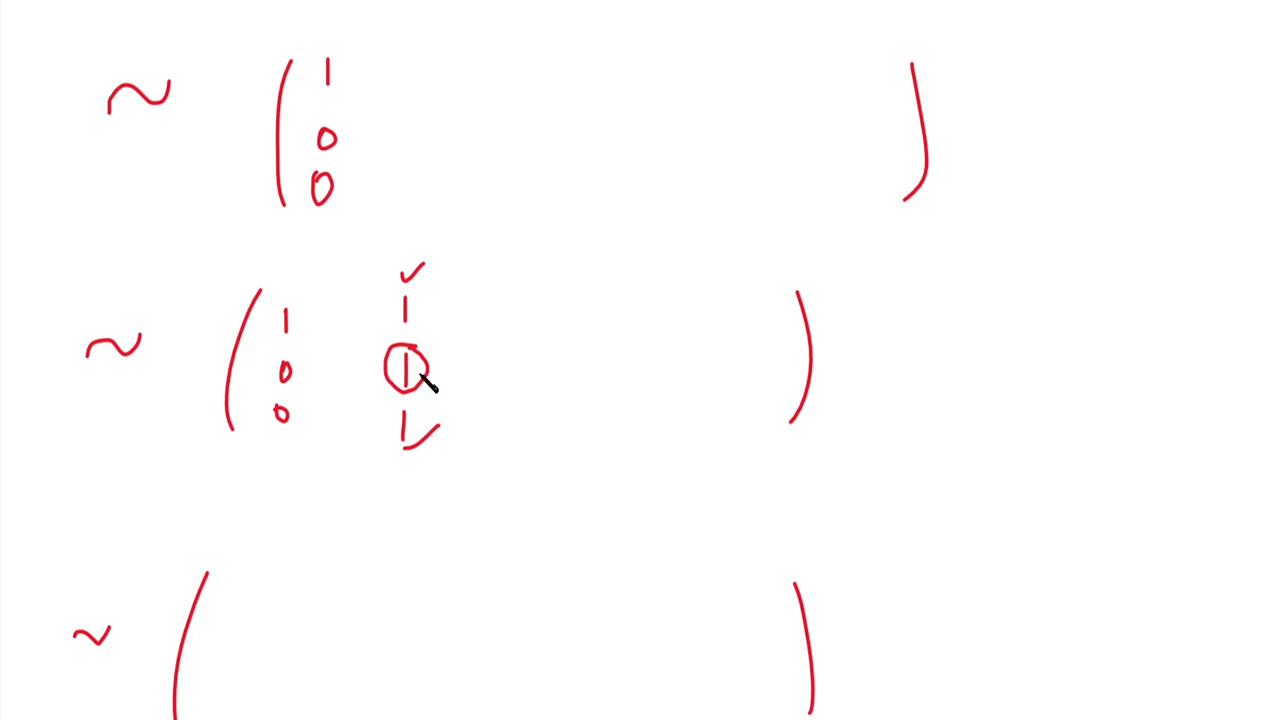 ~ ( 1 )
0
0
✓
~ ( 1 1 )
0 1
0 1 ✓
~ ( )